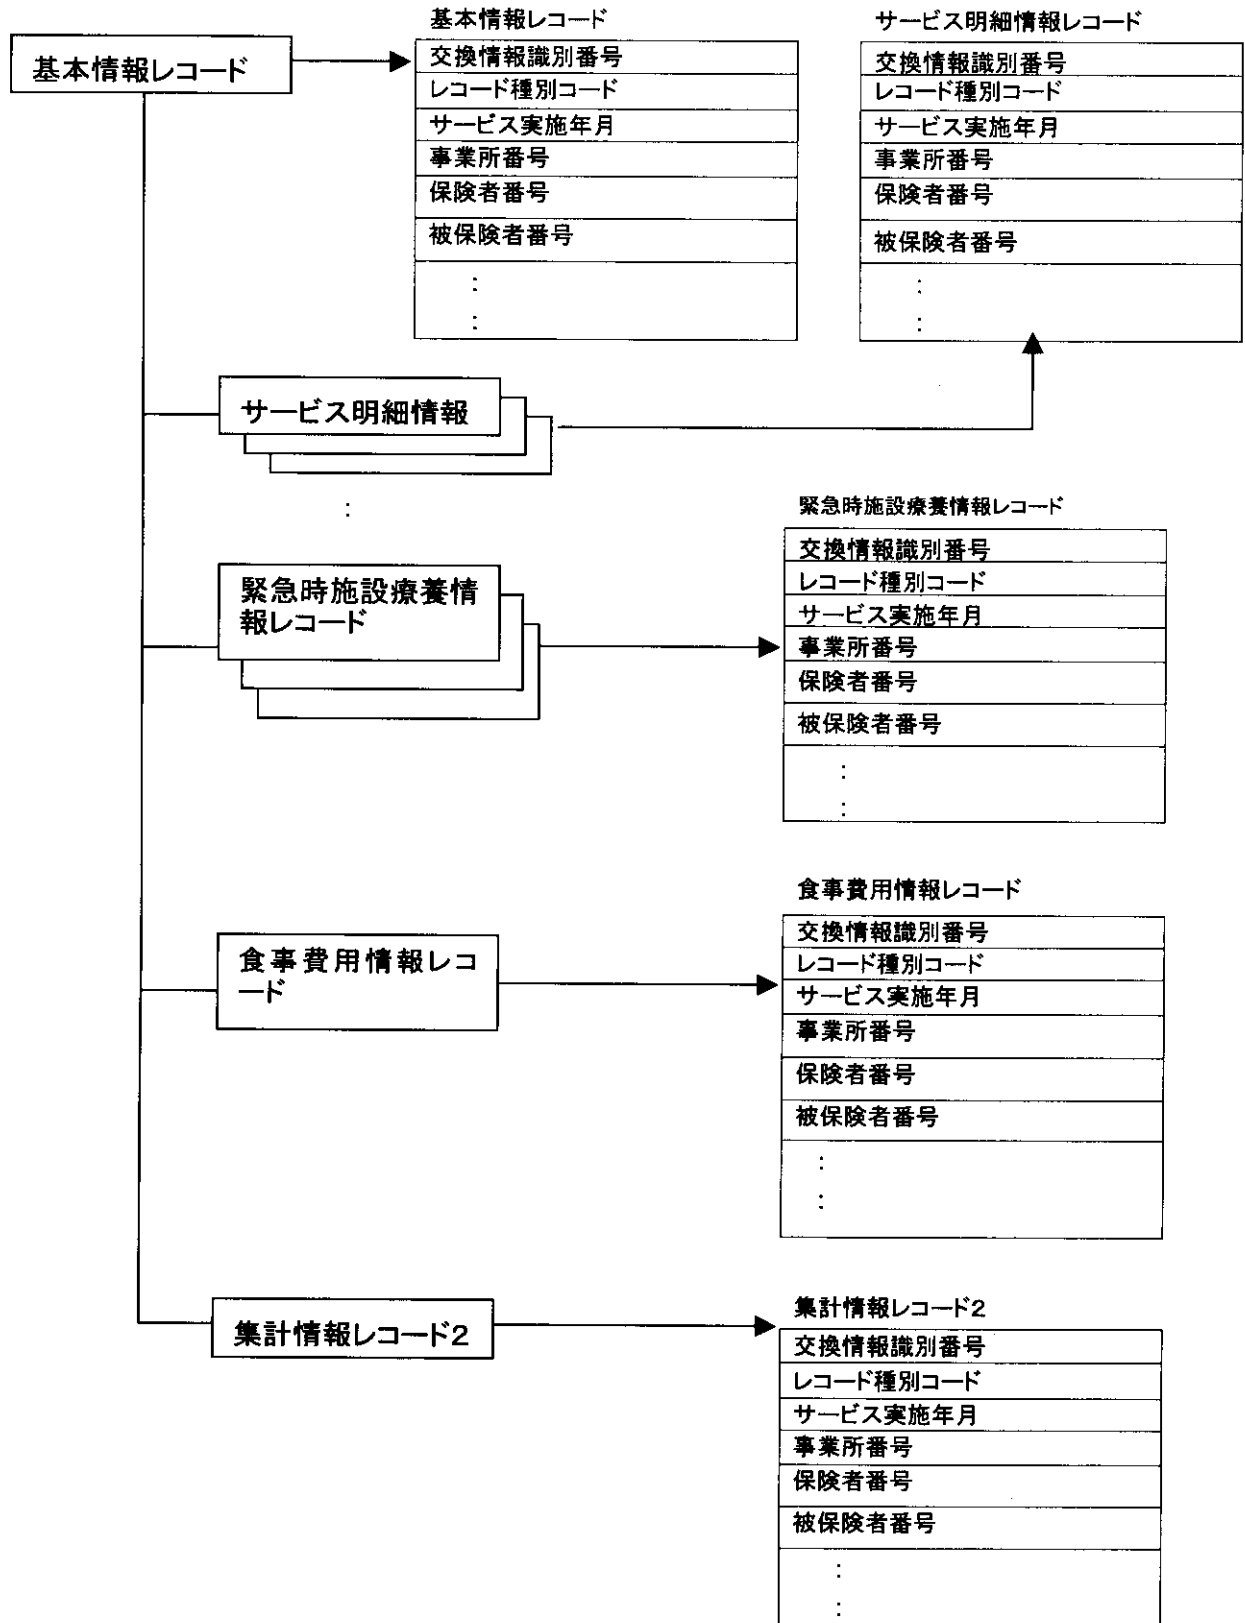 基本情報レコード
基本情報レコード
交換情報識別番号
レコード種別コード
サービス実施年月
事業所番号
保険者番号
被保険者番号
:
:
サービス明細情報レコード
交換情報識別番号
レコード種別コード
サービス実施年月
事業所番号
保険者番号
被保険者番号
:
:
サービス明細情報
:
緊急時施設療養情
報レコード
緊急時施設療養情報レコード
交換情報識別番号
レコード種別コード
サービス実施年月
事業所番号
保険者番号
被保険者番号
:
:
食事費用情報レコ
ード
食事費用情報レコード
交換情報識別番号
レコード種別コード
サービス実施年月
事業所番号
保険者番号
被保険者番号
:
:
集計情報レコード2
集計情報レコード2
交換情報識別番号
レコード種別コード
サービス実施年月
事業所番号
保険者番号
被保険者番号
:
: